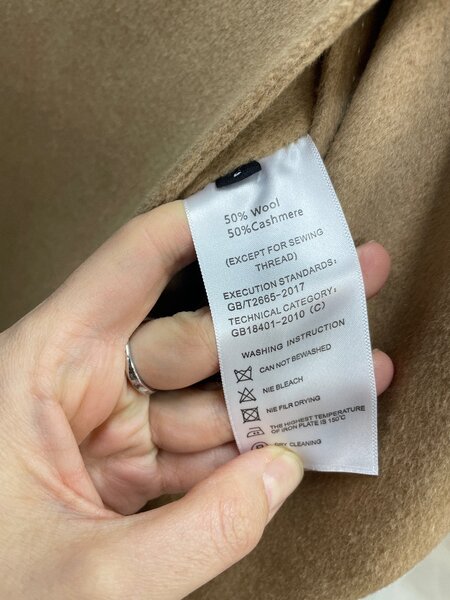 50% Wool
50%Cashmere
(EXCEPT FOR SEWING
THREAD)
EXECUTION STANDARDS:
GB/T2665-2017
TECHNICAL CATEGORY:
GB18401-2010 (C)
WASHING INSTRUCTION
CAN NOT BEWASHED
NIE BLEACH
NIE FILR DRYING
THE HIGHEST TEMPERATURE
OF IRON PLATE IS 150℃
DRY CLEANING